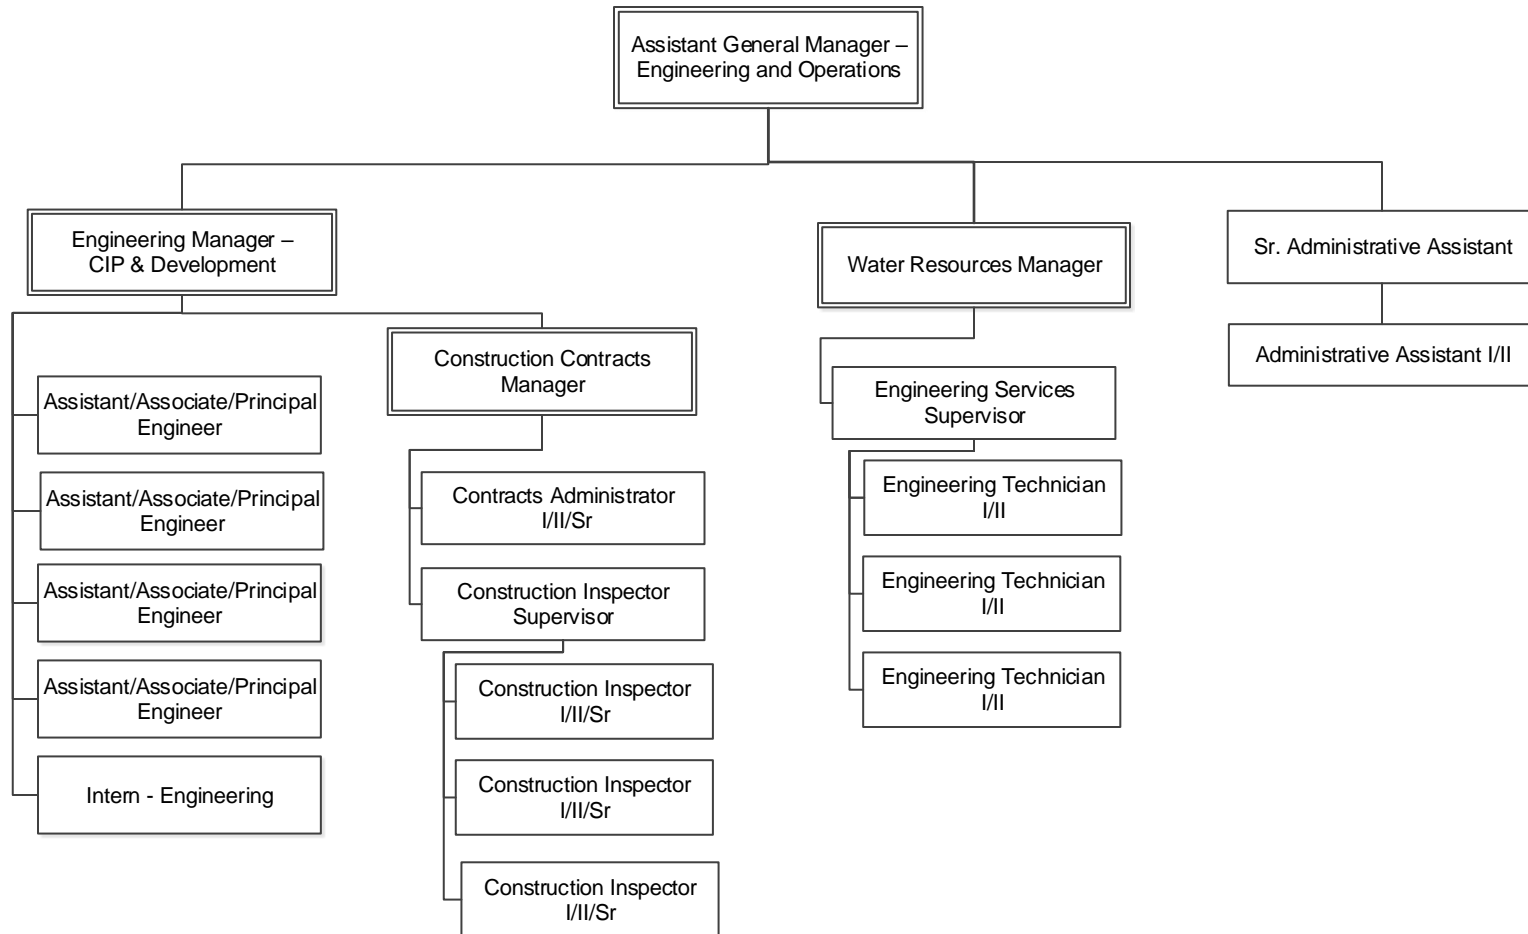 Assistant General Manager –
Engineering and Operations
Engineering Manager –
CIP & Development
Water Resources Manager
Sr. Administrative Assistant
Construction Contracts
Manager
Administrative Assistant I/II
Assistant/Associate/Principal
Engineer
Assistant/Associate/Principal
Engineer
Assistant/Associate/Principal
Engineer
Assistant/Associate/Principal
Engineer
Intern - Engineering
Contracts Administrator
I/II/Sr
Construction Inspector
Supervisor
Construction Inspector
I/II/Sr
Construction Inspector
I/II/Sr
Construction Inspector
I/II/Sr
Engineering Services
Supervisor
Engineering Technician
I/II
Engineering Technician
I/II
Engineering Technician
I/II